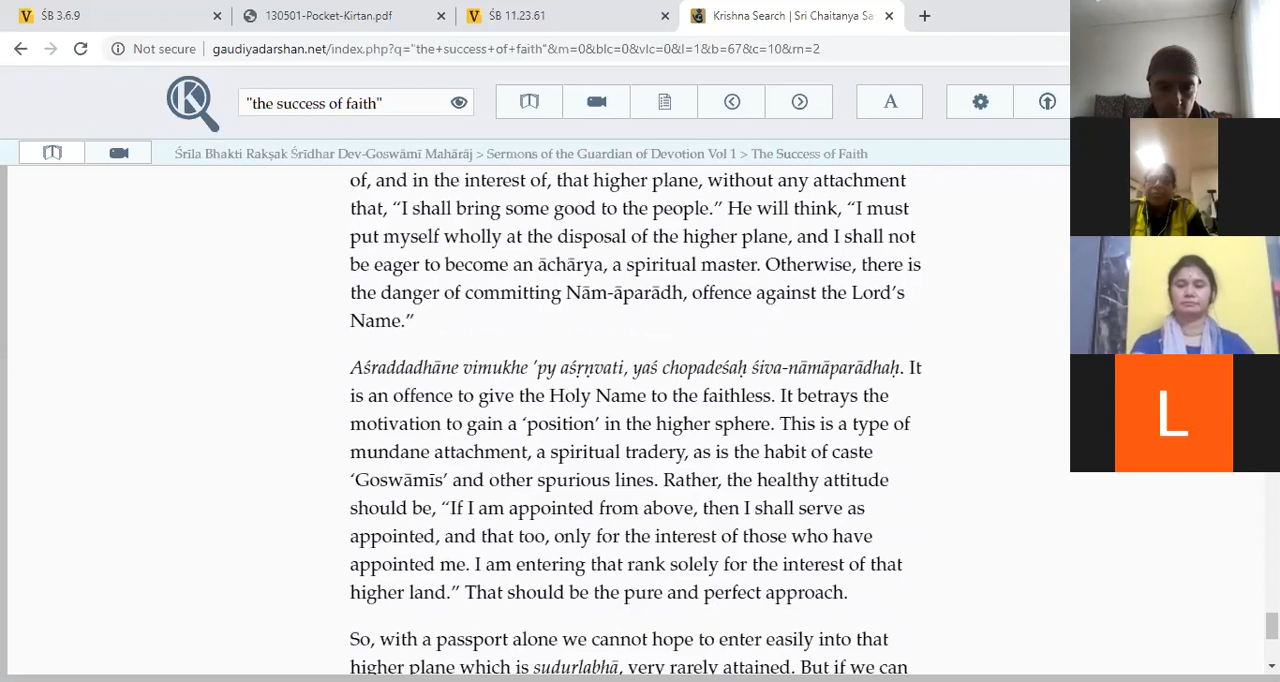 ŚB 3.6.9
130501-Pocket-Kirtan.pdf
ŚB 11.23.61
Krishna Search | Sri Chaitanya Sa
Not secure | gaudiyadarshan.net/index.php?q="the+success+of+faith"&m=0&blc=0&vlc=0&l=1&b=67&c=10&rn=2
K
"the success of faith"
A
Śrīla Bhakti Rakṣak Śrīdhar Dev-Goswāmī Mahārāj > Sermons of the Guardian of Devotion Vol 1 > The Success of Faith
of, and in the interest of, that higher plane, without any attachment
that, “I shall bring some good to the people.” He will think, “I must
put myself wholly at the disposal of the higher plane, and I shall not
be eager to become an āchārya, a spiritual master. Otherwise, there is
the danger of committing Nām-āparādh, offence against the Lord’s
Name.”
Aśraddadhāne vimukhe ’py aśṛṇvati, yaś chopadeśaḥ śiva-nāmāparādhaḥ. It
is an offence to give the Holy Name to the faithless. It betrays the
motivation to gain a ‘position’ in the higher sphere. This is a type of
mundane attachment, a spiritual tradery, as is the habit of caste
‘Goswāmīs’ and other spurious lines. Rather, the healthy attitude
should be, “If I am appointed from above, then I shall serve as
appointed, and that too, only for the interest of those who have
appointed me. I am entering that rank solely for the interest of that
higher land.” That should be the pure and perfect approach.
So, with a passport alone we cannot hope to enter easily into that
higher plane which is sudurlabhā, very rarely attained. But if we can
L